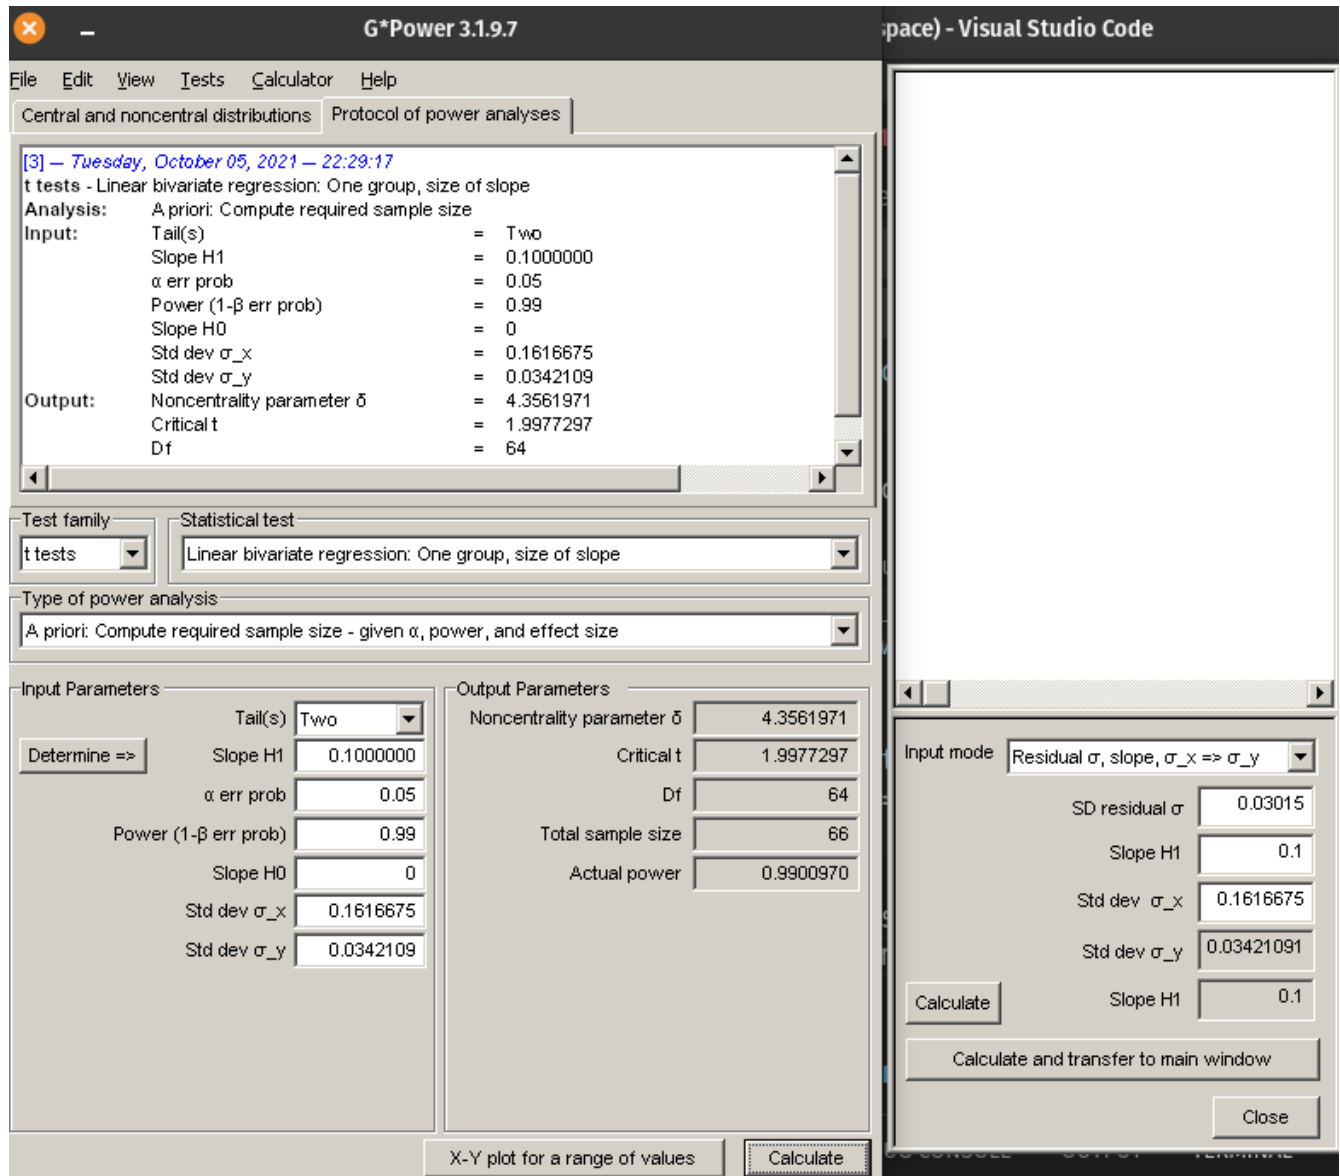 G*Power 3.1.9.7
File Edit View Tests Calculator Help
Central and noncentral distributions Protocol of power analyses
[3] -- Tuesday, October 05, 2021 -- 22:29:17
t tests - Linear bivariate regression: One group, size of slope
Analysis: A priori: Compute required sample size
Input: Tail(s) = Two
Slope H1 = 0.1000000
α err prob = 0.05
Power (1-β err prob) = 0.99
Slope H0 = 0
Std dev σ_x = 0.1616675
Std dev σ_y = 0.0342109
Output: Noncentrality parameter δ = 4.3561971
Critical t = 1.9977297
Df = 64
Test family
t tests
Statistical test
Linear bivariate regression: One group, size of slope
Type of power analysis
A priori: Compute required sample size - given α, power, and effect size
Input Parameters
Tail(s) Two
Determine => Slope H1 0.1000000
α err prob 0.05
Power (1-β err prob) 0.99
Slope H0 0
Std dev σ_x 0.1616675
Std dev σ_y 0.0342109
Output Parameters
Noncentrality parameter δ 4.3561971
Critical t 1.9977297
Df 64
Total sample size 66
Actual power 0.9900970
X-Y plot for a range of values Calculate
pace) - Visual Studio Code
Input mode Residual σ, slope, σ_x => σ_y
SD residual σ 0.03015
Slope H1 0.1
Std dev σ_x 0.1616675
Std dev σ_y 0.03421091
Calculate Slope H1 0.1
Calculate and transfer to main window
Close